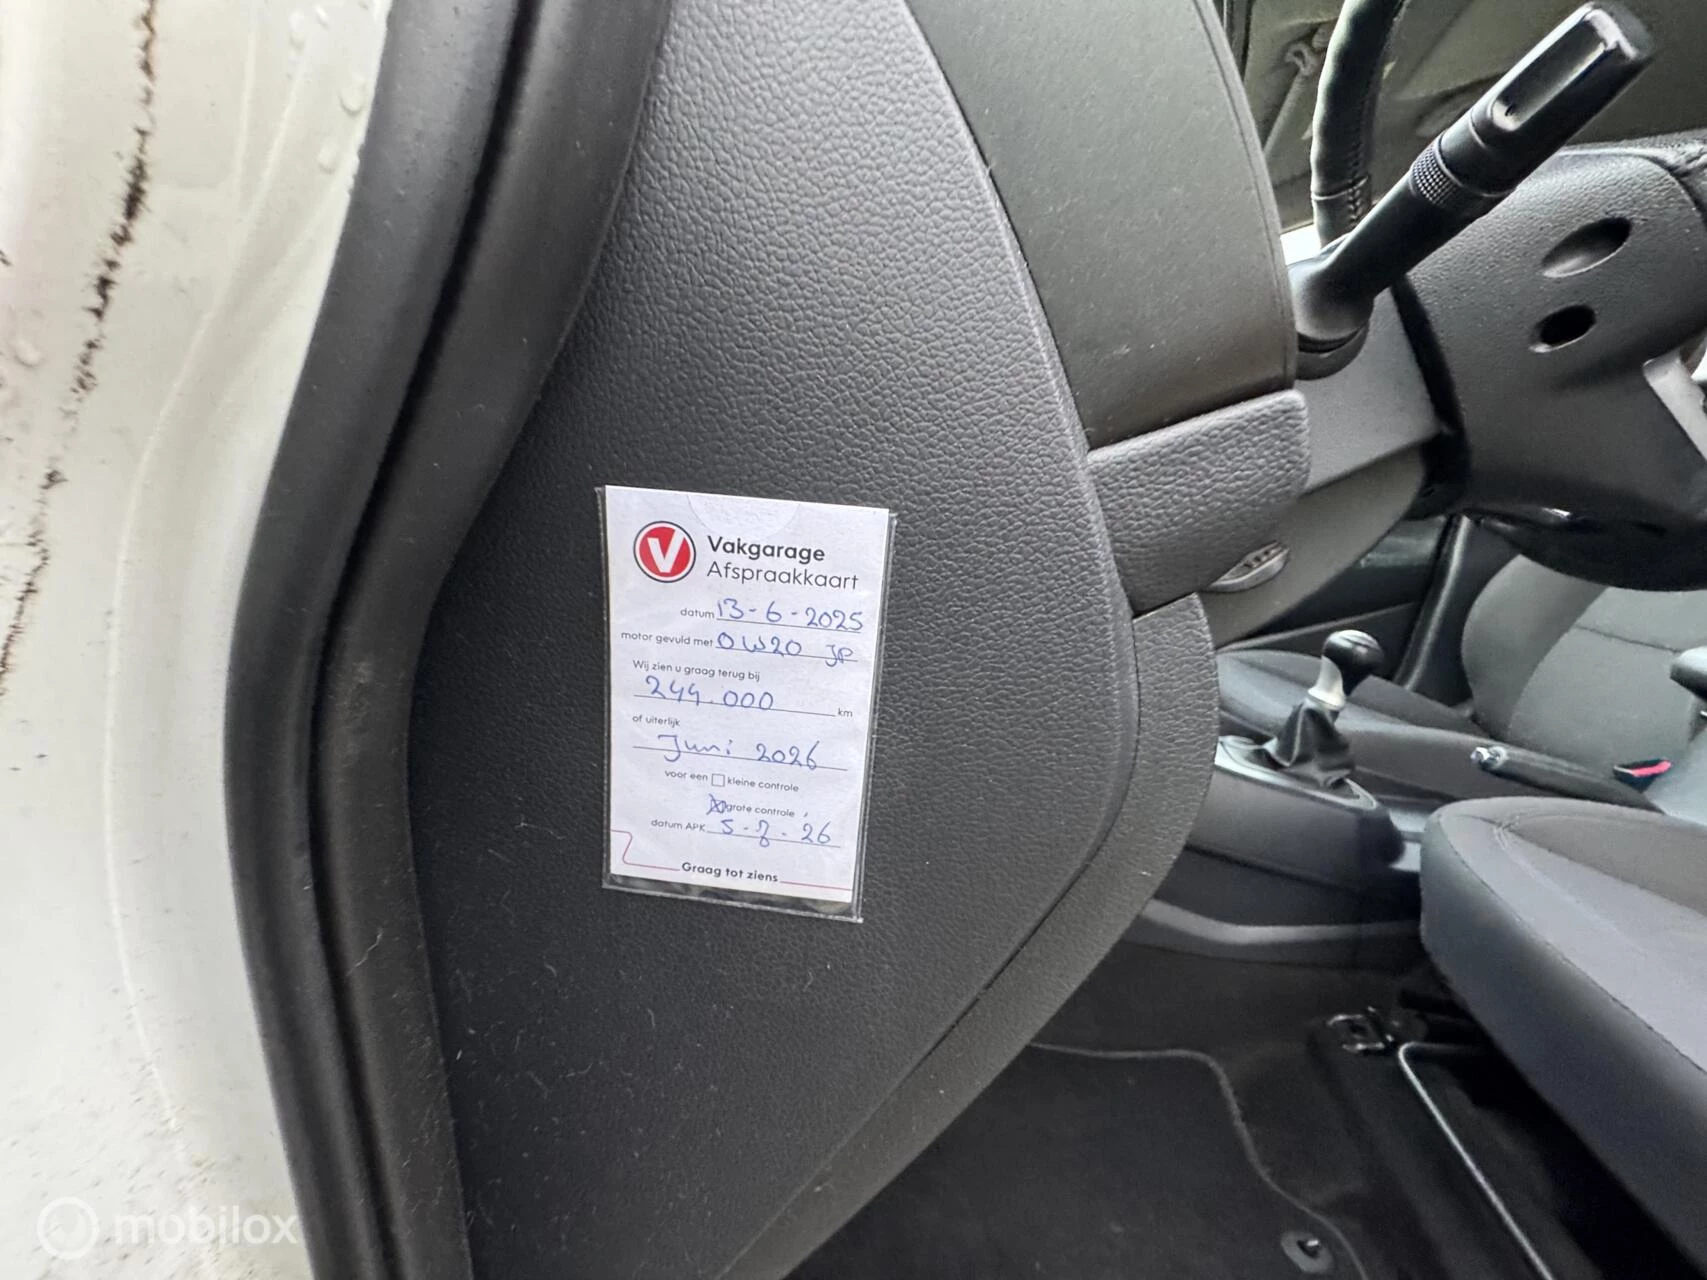 V
Vakgarage
Afspraakkaart
datum 13-6-2025
motor gevuld met 0W20 JP
Wij zien u graag terug bij
244.000 km
of uiterlijk
Juni 2026
voor een kleine controle
grote controle
datum APK 5-7-26
Graag tot ziens
mobilox